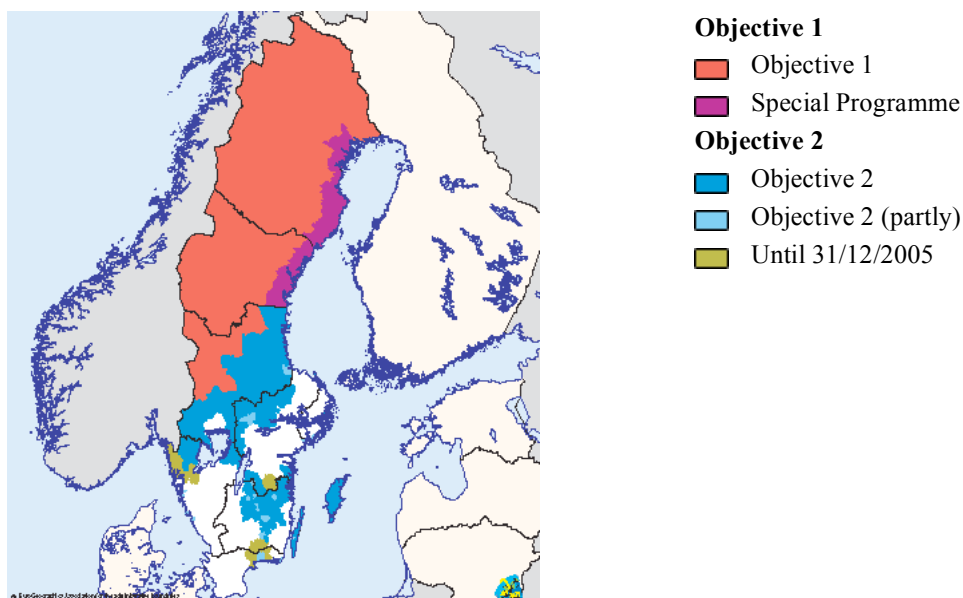 Objective 1
Objective 1
Special Programme
Objective 2
Objective 2
Objective 2 (partly)
Until 31/12/2005